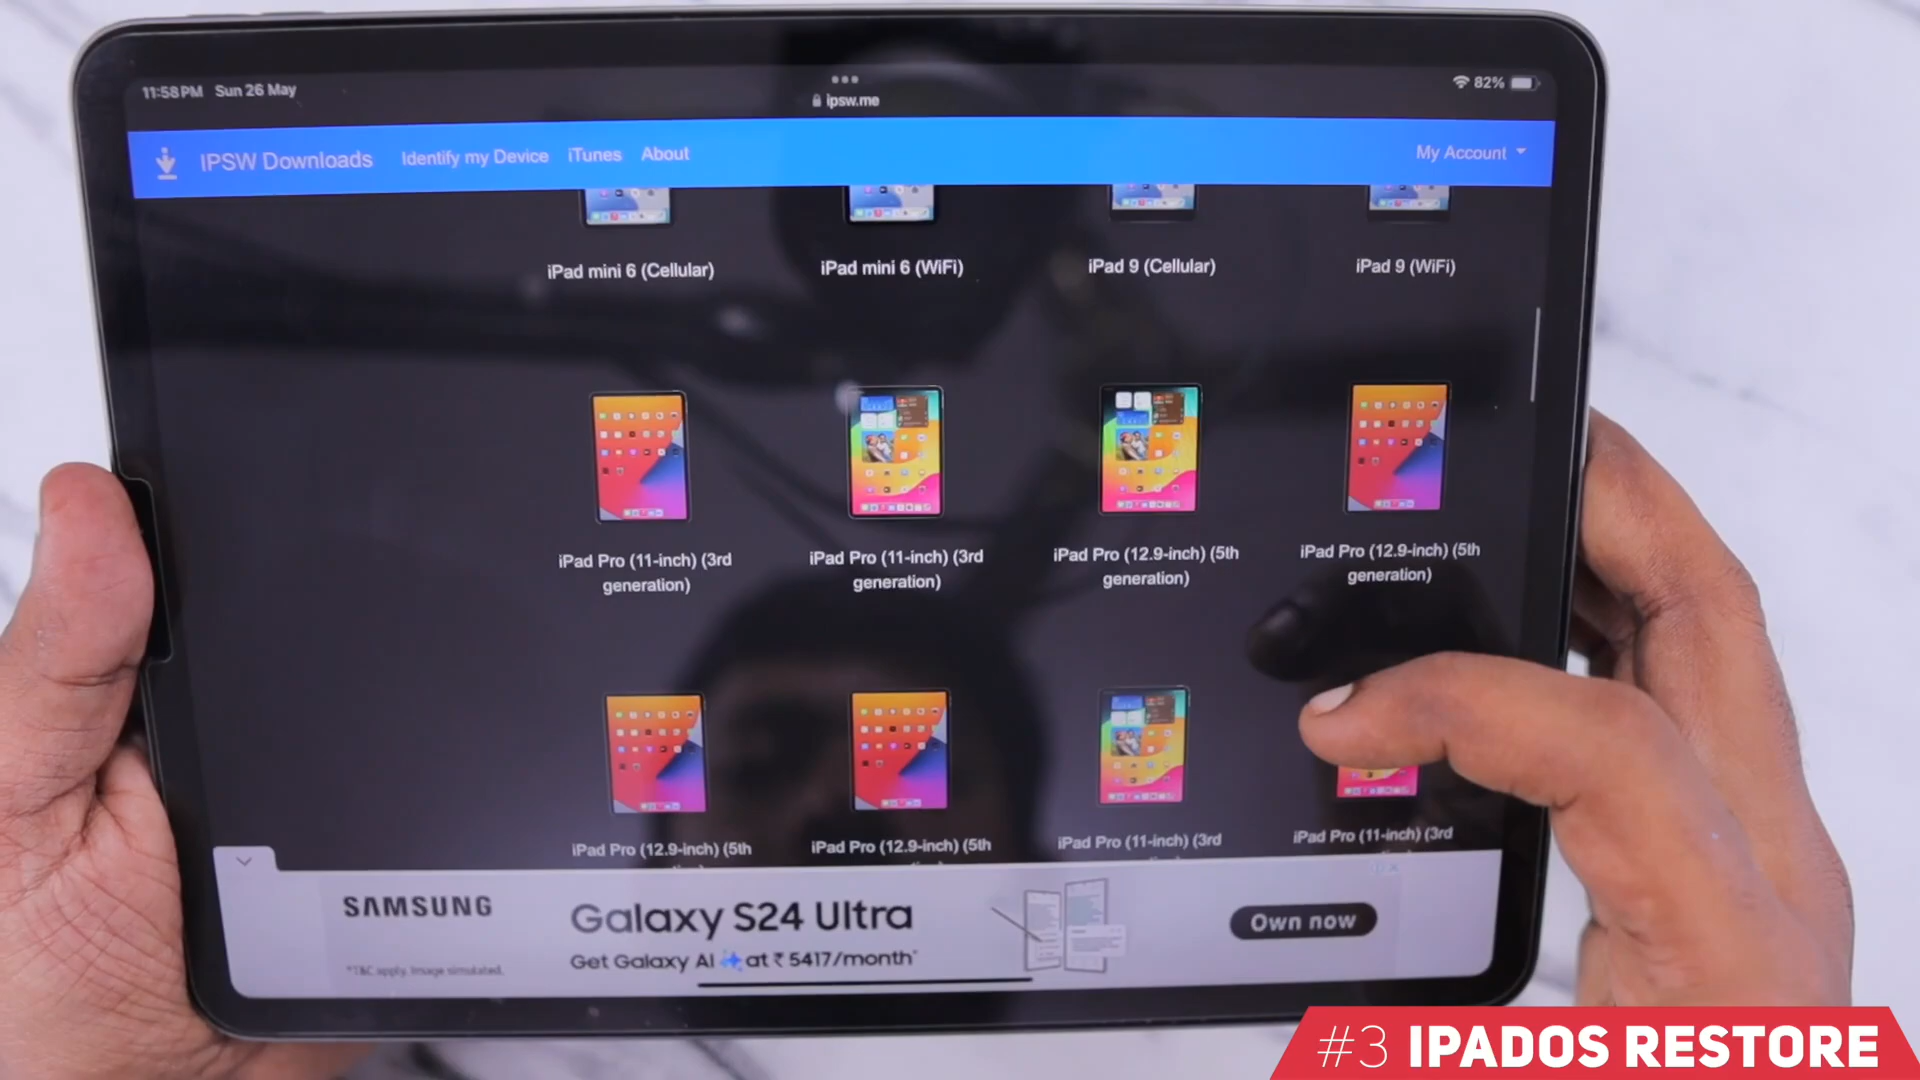 11:58 PM Sun 26 May
82%
ipsw.me
IPSW Downloads Identify my Device iTunes About My Account
iPad mini 6 (Cellular)
iPad mini 6 (WiFi)
iPad 9 (Cellular)
iPad 9 (WiFi)
iPad Pro (11-inch) (3rd
generation)
iPad Pro (11-inch) (3rd
generation)
iPad Pro (12.9-inch) (5th
generation)
iPad Pro (12.9-inch) (5th
generation)
iPad Pro (12.9-inch) (5th
iPad Pro (12.9-inch) (5th
iPad Pro (11-inch) (3rd
iPad Pro (11-inch) (3rd
SAMSUNG
*T&C apply. Image simulated.
Galaxy S24 Ultra
Get Galaxy AI at ₹ 5417/month*
Own now
#3 IPADOS RESTORE